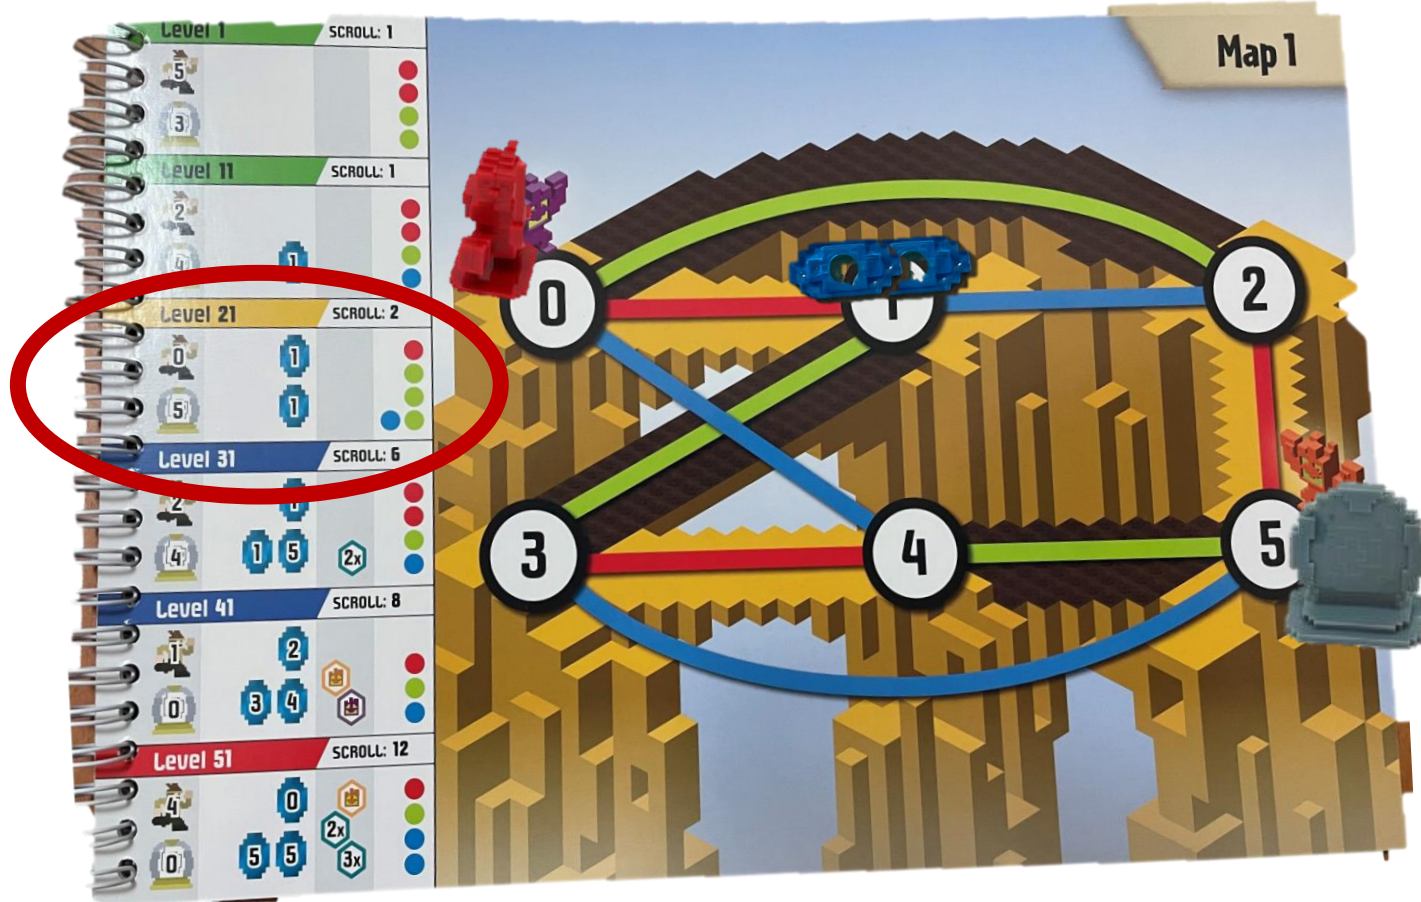 Level 1 SCROLL: 1
5
3
Level 11 SCROLL: 1
2
4 1
Level 21 SCROLL: 2
0 1
5 1
Level 31 SCROLL: 6
2 1
4 1 5 2x
Level 41 SCROLL: 8
1 2
0 3 4
Level 51 SCROLL: 12
4 0 2x
0 5 5 3x
Map 1
0 1 2
3 4 5